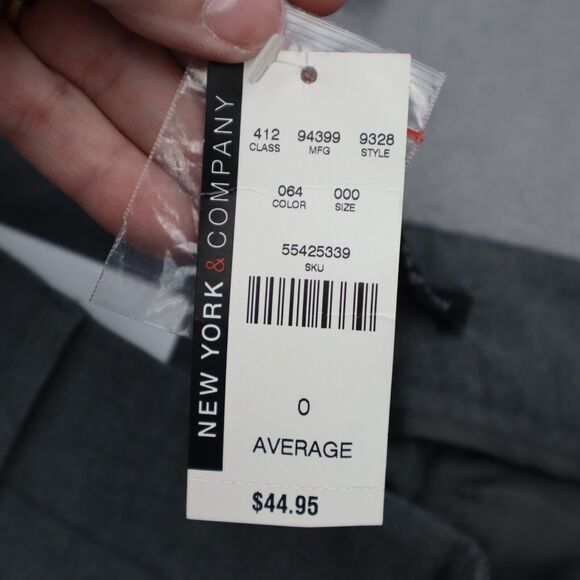 NEW YORK & COMPANY
412 94399 9328
CLASS MFG STYLE
064 000
COLOR SIZE
55425339
SKU
0
AVERAGE
$44.95